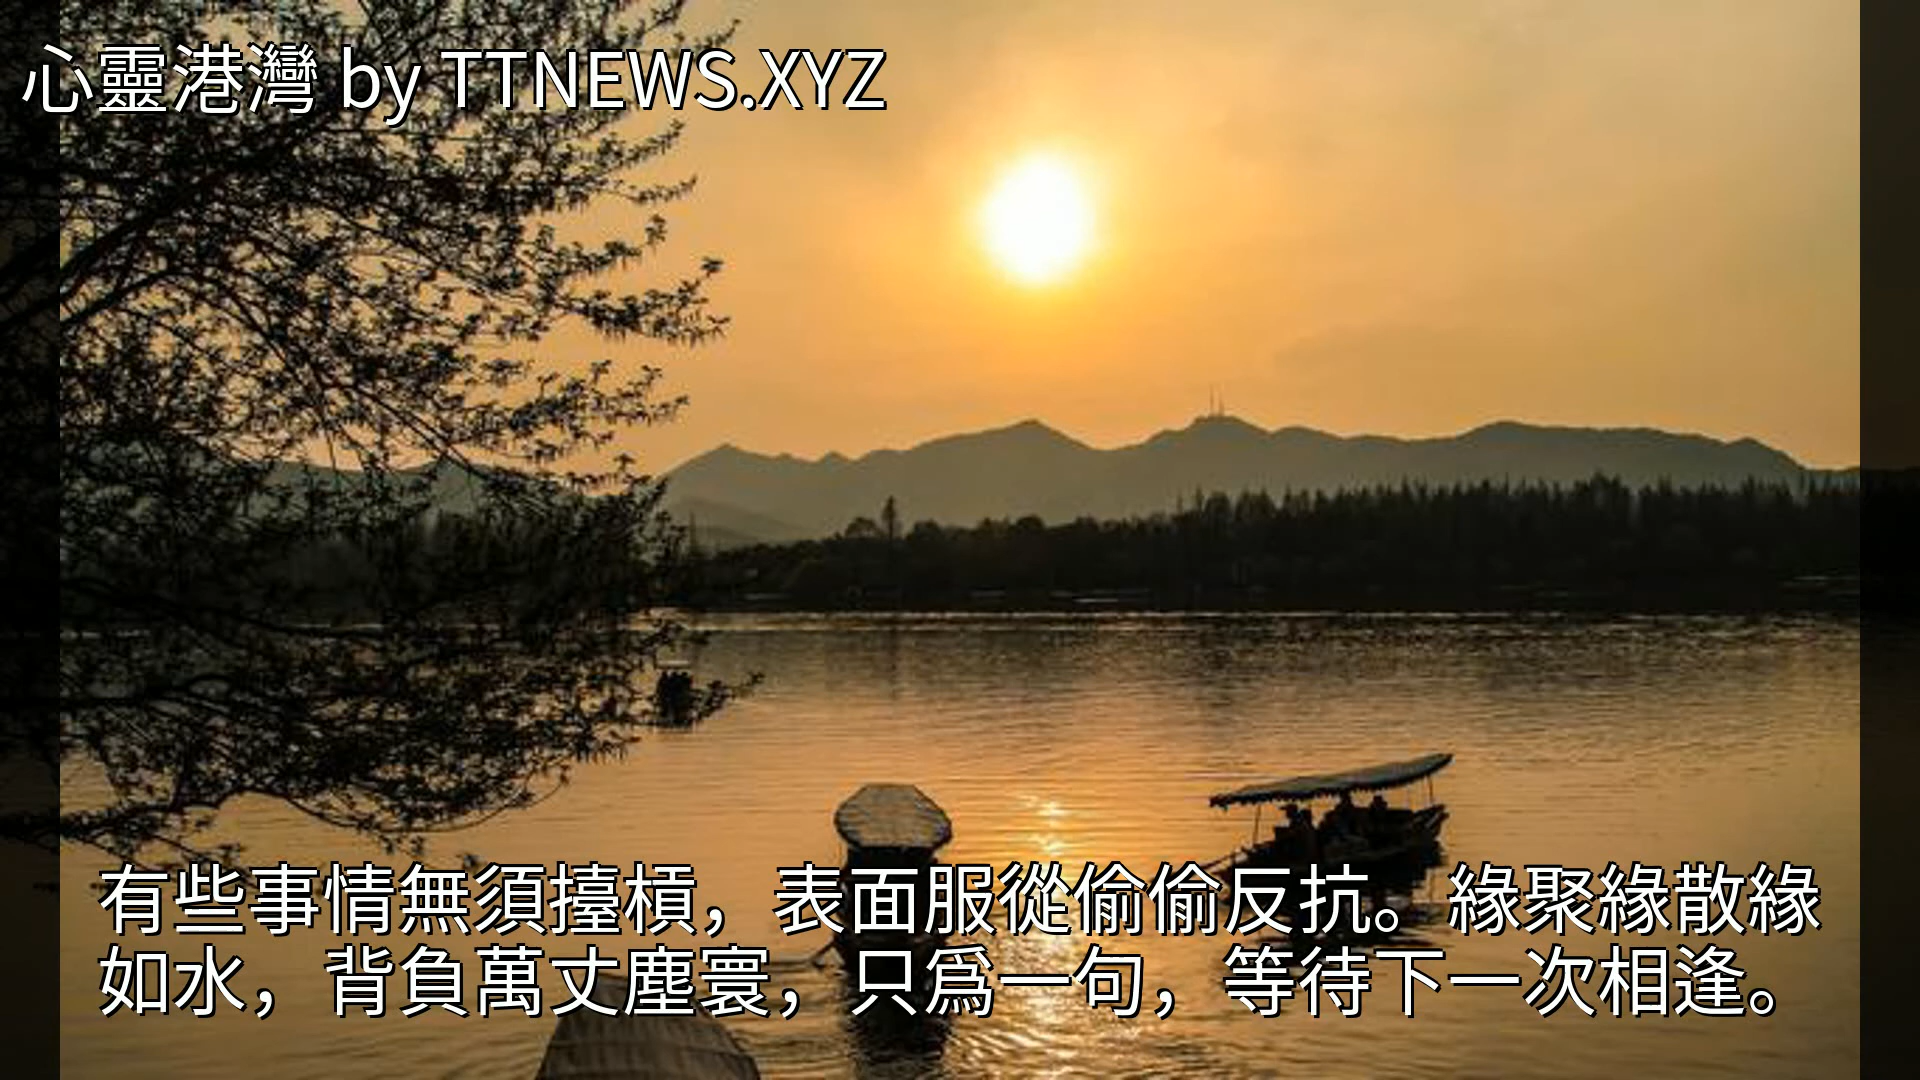 心靈港灣 by TTNEWS.XYZ
有些事情無須擡槓，表面服從偷偷反抗。緣聚緣散緣
如水，背負萬丈塵寰，只爲一句，等待下一次相逢。